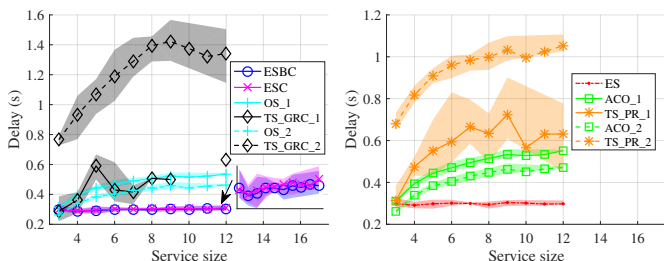 1.6
1.4
1.2
1
0.8
0.6
0.4
0.2
Delay (s)
4
6
8
10
12
14
16
Service size
ESBC
ESC
OS_1
TS_GRC_1
OS_2
TS_GRC_2
1.2
1
0.8
0.6
0.4
0.2
Delay (s)
4
6
8
10
12
14
16
Service size
ES
ACO_1
TS_PR_1
ACO_2
TS_PR_2